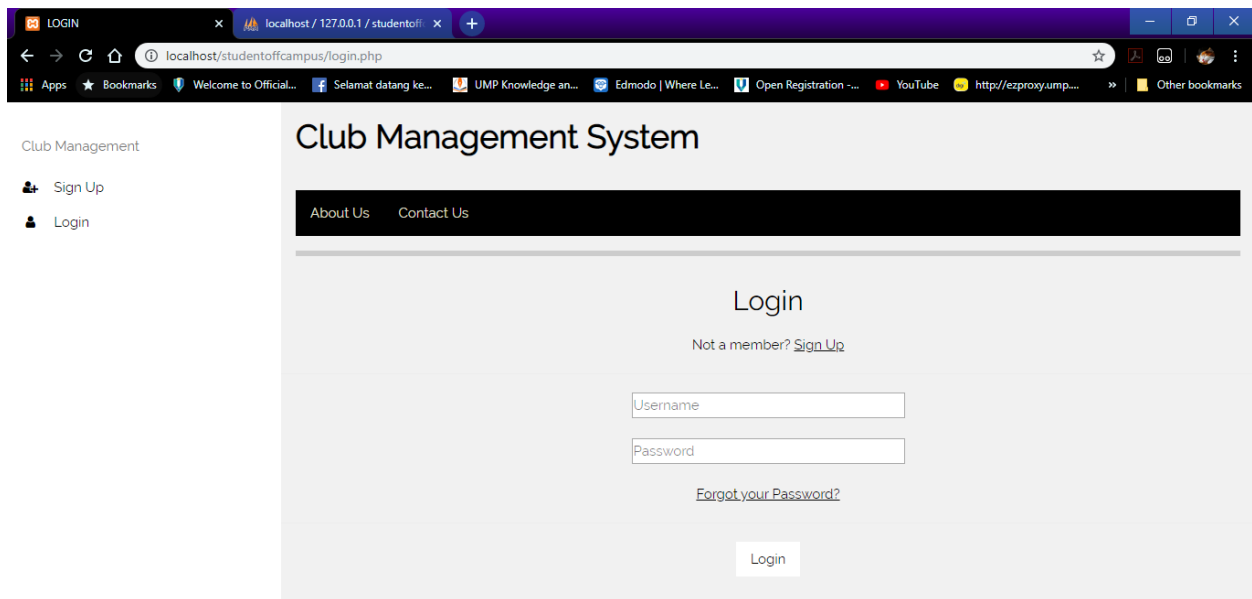 LOGIN
localhost / 127.0.0.1 / studentoff
localhost/studentoffcampus/login.php
Apps Bookmarks Welcome to Official... Selamat datang ke... UMP Knowledge an... Edmodo | Where Le... Open Registration -... YouTube http://ezproxy.ump.... » Other bookmarks
Club Management
Sign Up
Login
Club Management System
About Us Contact Us
Login
Not a member? Sign Up
Username
Password
Forgot your Password?
Login